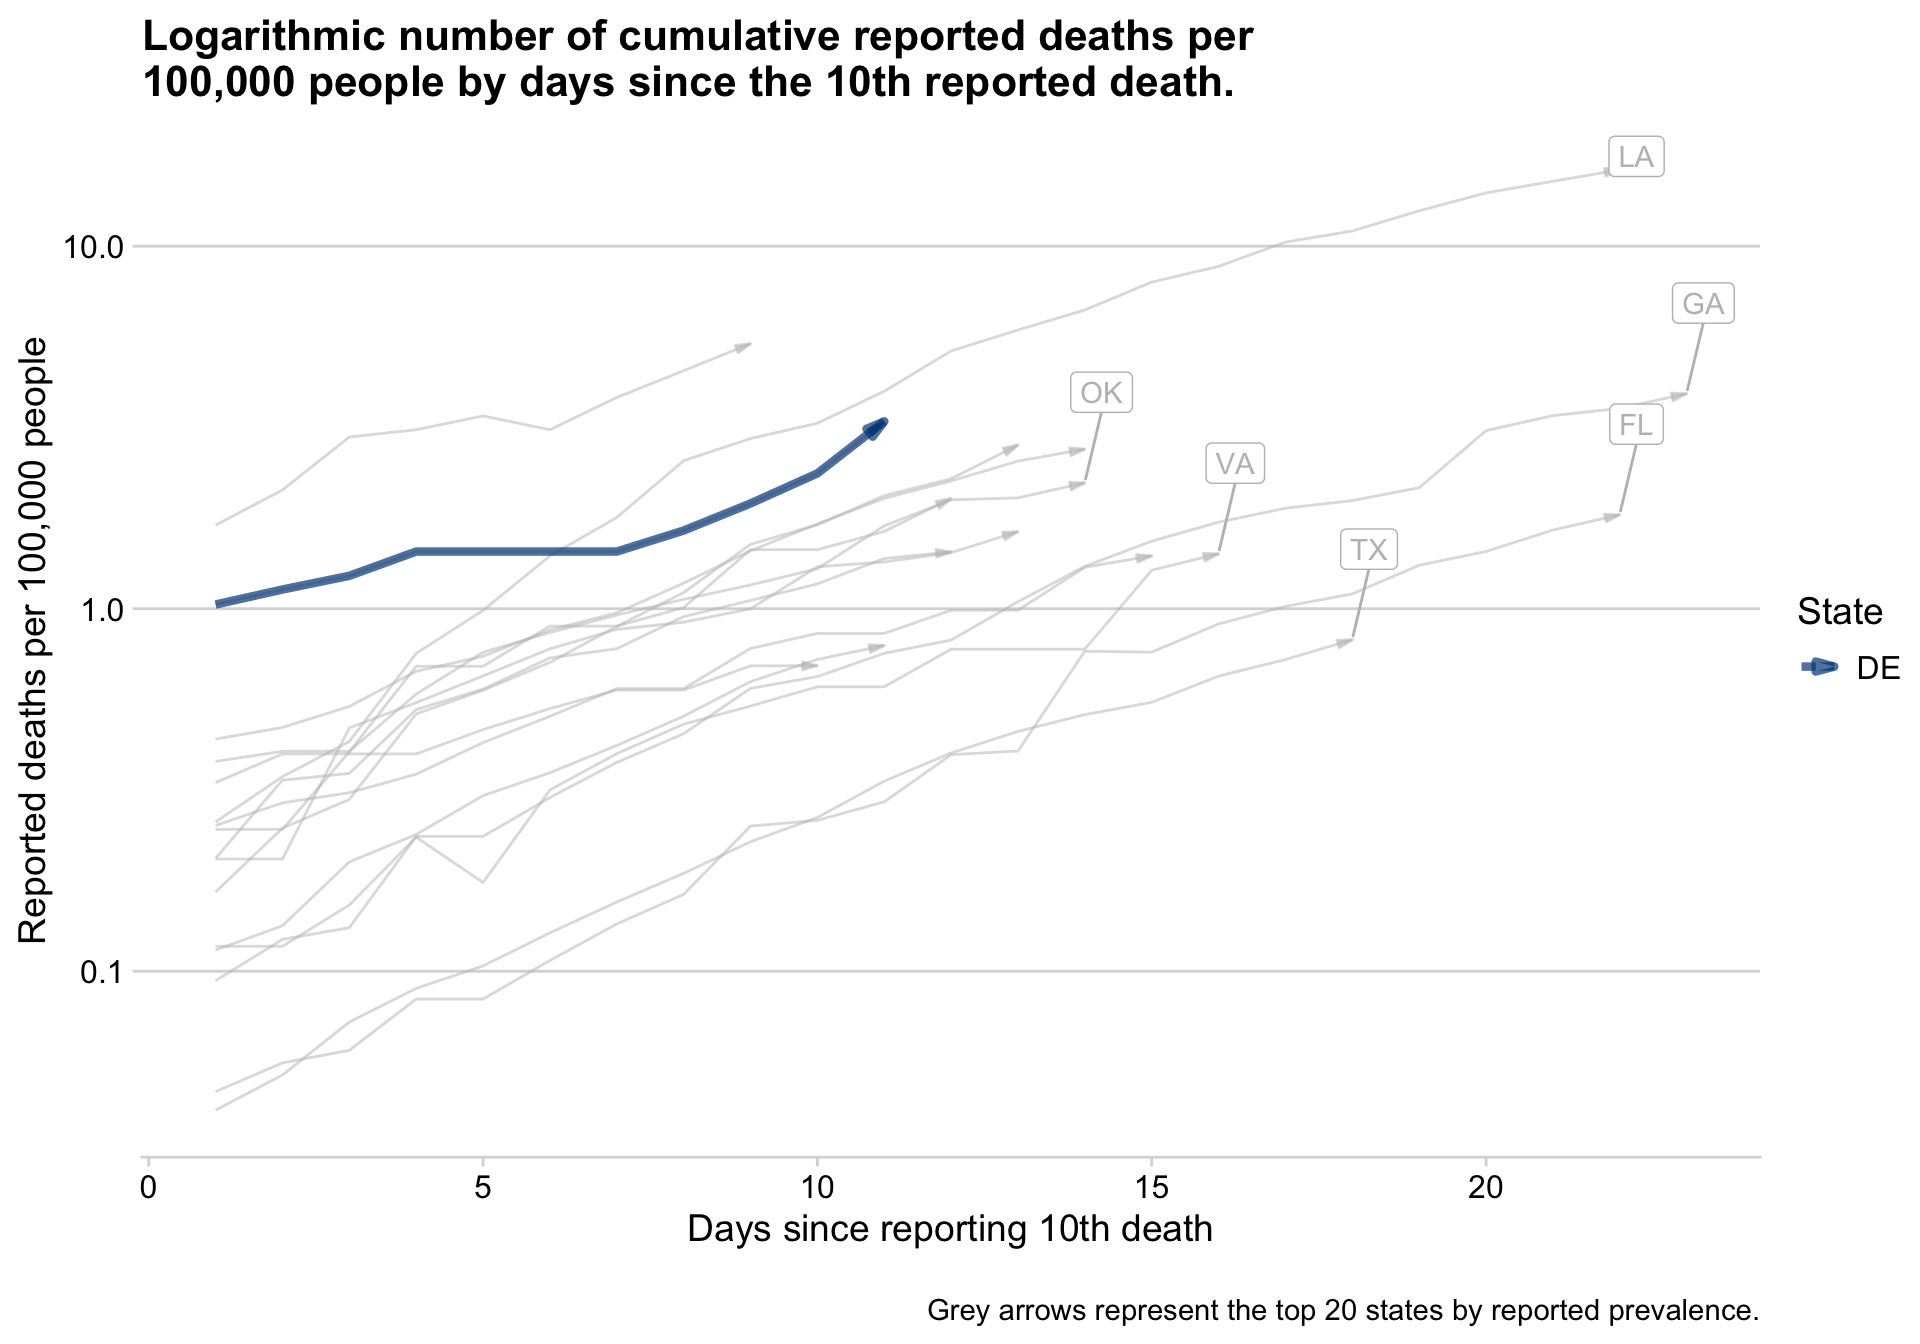 Logarithmic number of cumulative reported deaths per
100,000 people by days since the 10th reported death.
Reported deaths per 100,000 people
10.0
1.0
0.1
LA
GA
OK
FL
VA
TX
State
DE
0
5
10
15
20
Days since reporting 10th death
Grey arrows represent the top 20 states by reported prevalence.